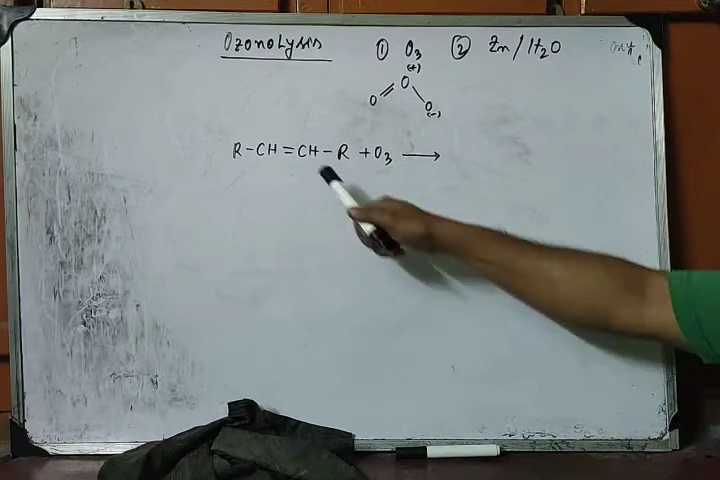 Ozonolysis ① O₃ ② Zn/H₂O
(+)
O
O = O
(-)
R-CH=CH-R + O₃ ⟶